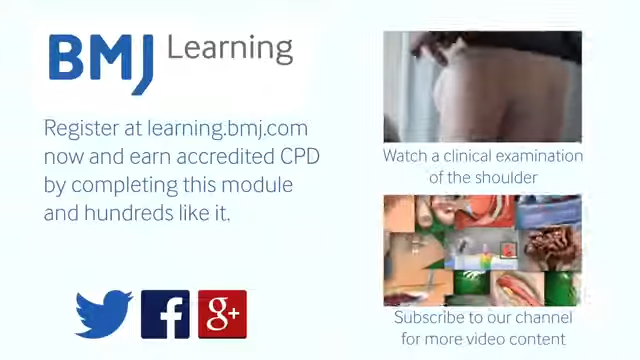 BMJ Learning
Register at learning.bmj.com
now and earn accredited CPD
by completing this module
and hundreds like it.
Watch a clinical examination
of the shoulder
Subscribe to our channel
for more video content